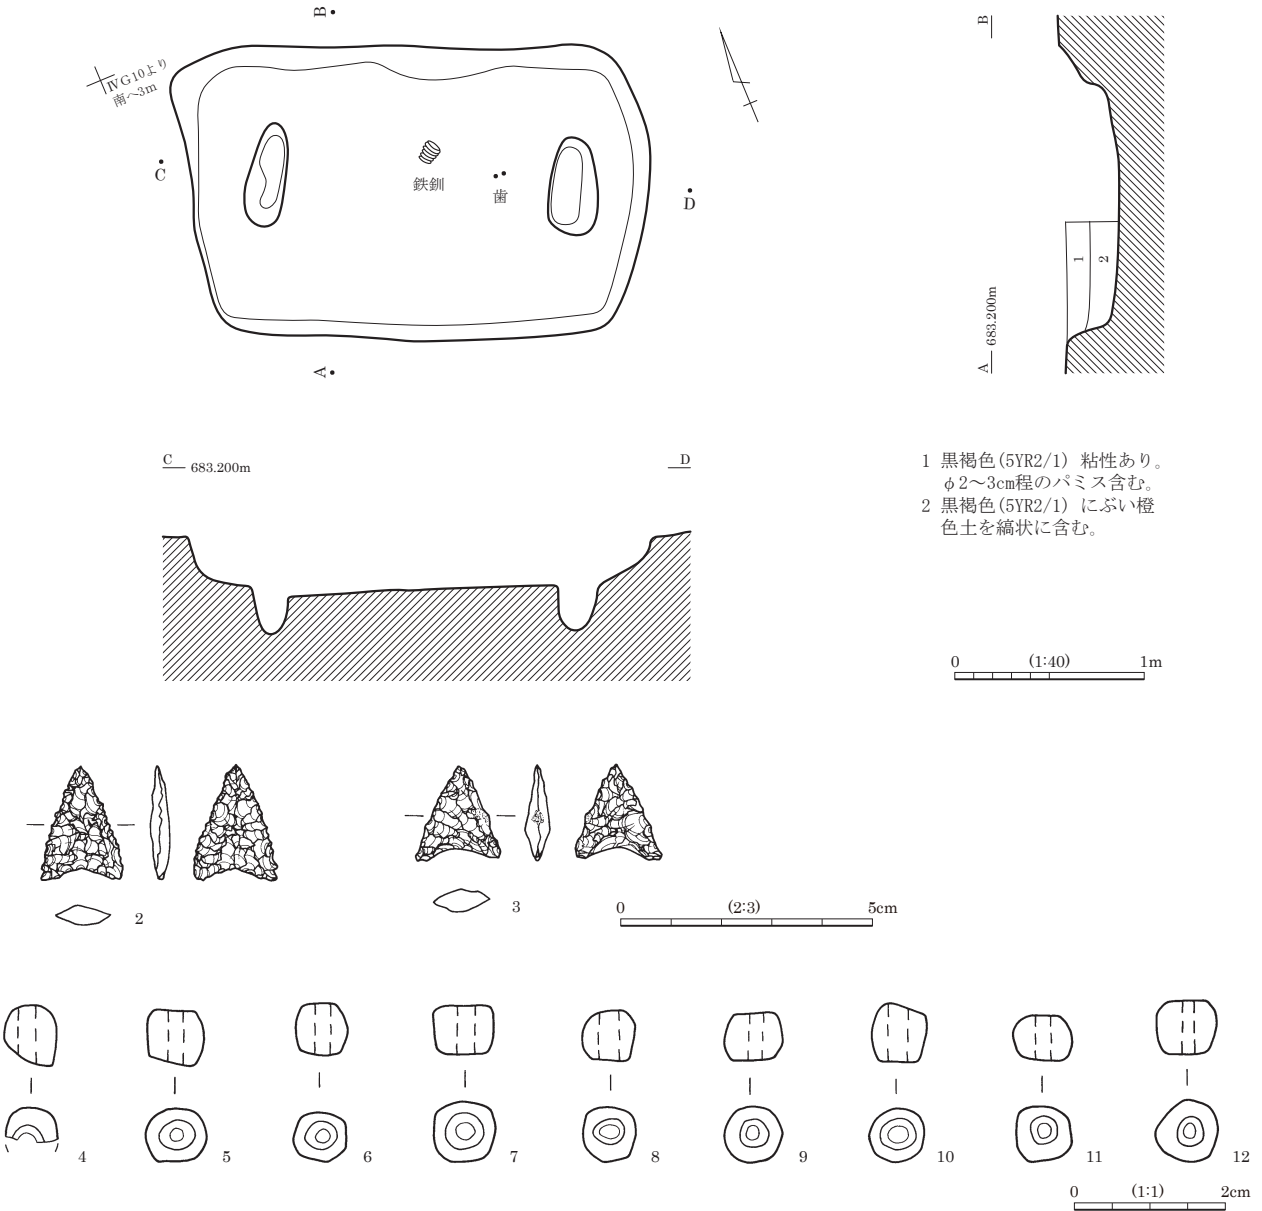 B
ⅣG10より
南へ3m
C
鉄釧
歯
D
A
B
1
2
A 683.200m
C 683.200m D
1 黒褐色(5YR2/1) 粘性あり。
φ2～3cm程のパミス含む。
2 黒褐色(5YR2/1) にぶい橙
色土を縞状に含む。
0 (1:40) 1m
2
3
0 (2:3) 5cm
4 5 6 7 8 9 10 11 12
0 (1:1) 2cm